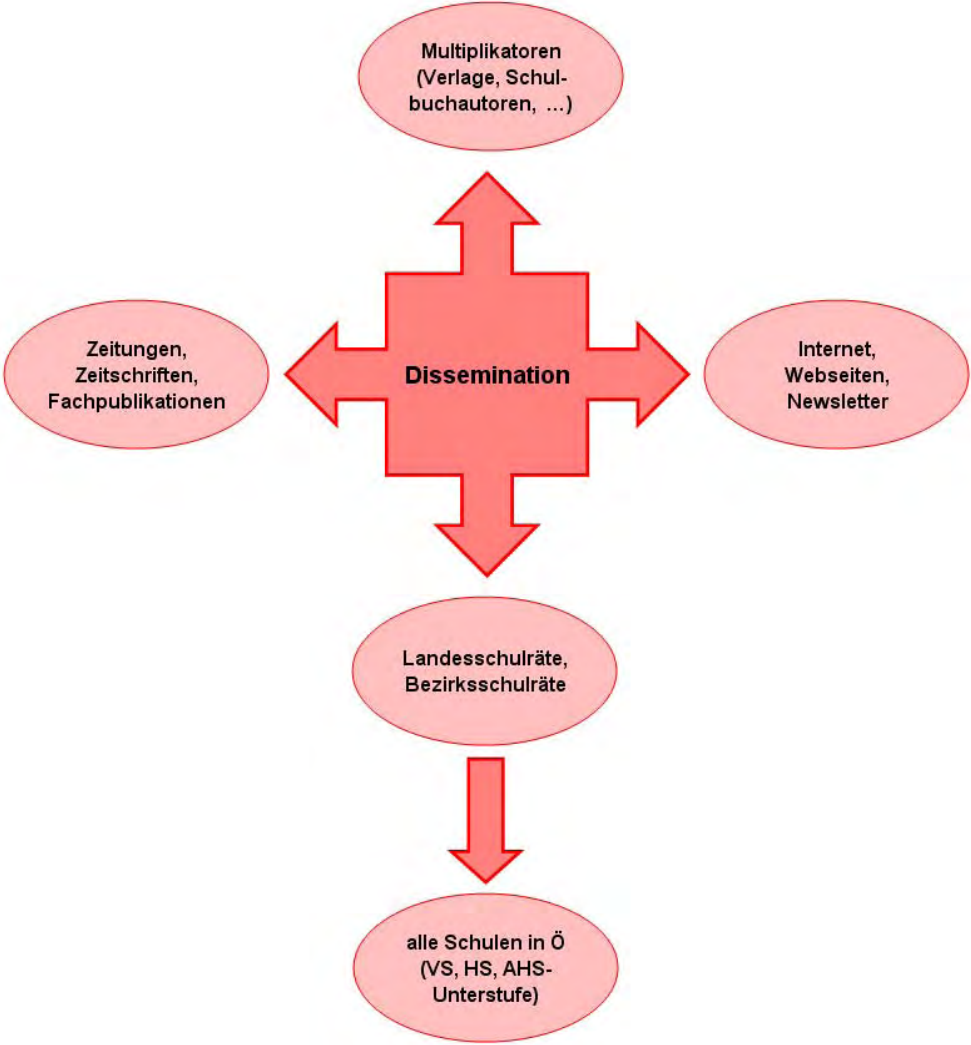 Multiplikatoren
(Verlage, Schul-
buchautoren, ...)
Zeitungen,
Zeitschriften,
Fachpublikationen
Dissemination
Internet,
Webseiten,
Newsletter
Landesschulräte,
Bezirksschulräte
alle Schulen in Ö
(VS, HS, AHS-
Unterstufe)